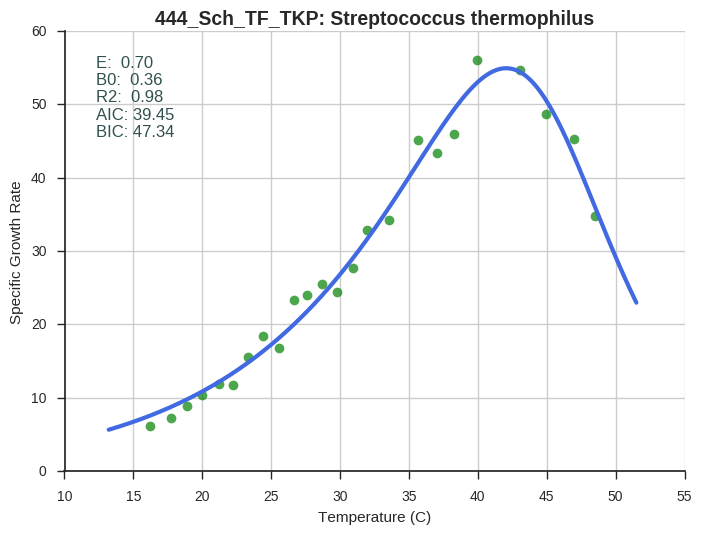 444_Sch_TF_TKP: Streptococcus thermophilus
E: 0.70
B0: 0.36
R2: 0.98
AIC: 39.45
BIC: 47.34
Specific Growth Rate
60
50
40
30
20
10
0
10 15 20 25 30 35 40 45 50 55
Temperature (C)